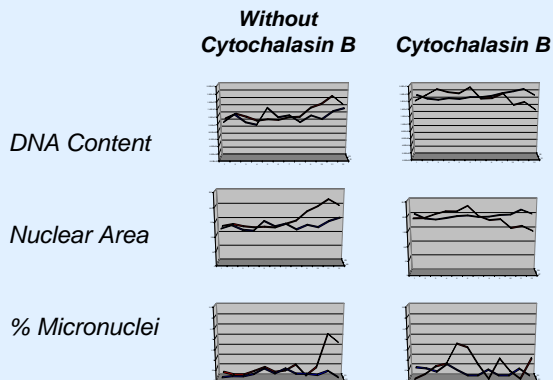 Without
Cytochalasin B
Cytochalasin B
DNA Content
Nuclear Area
% Micronuclei